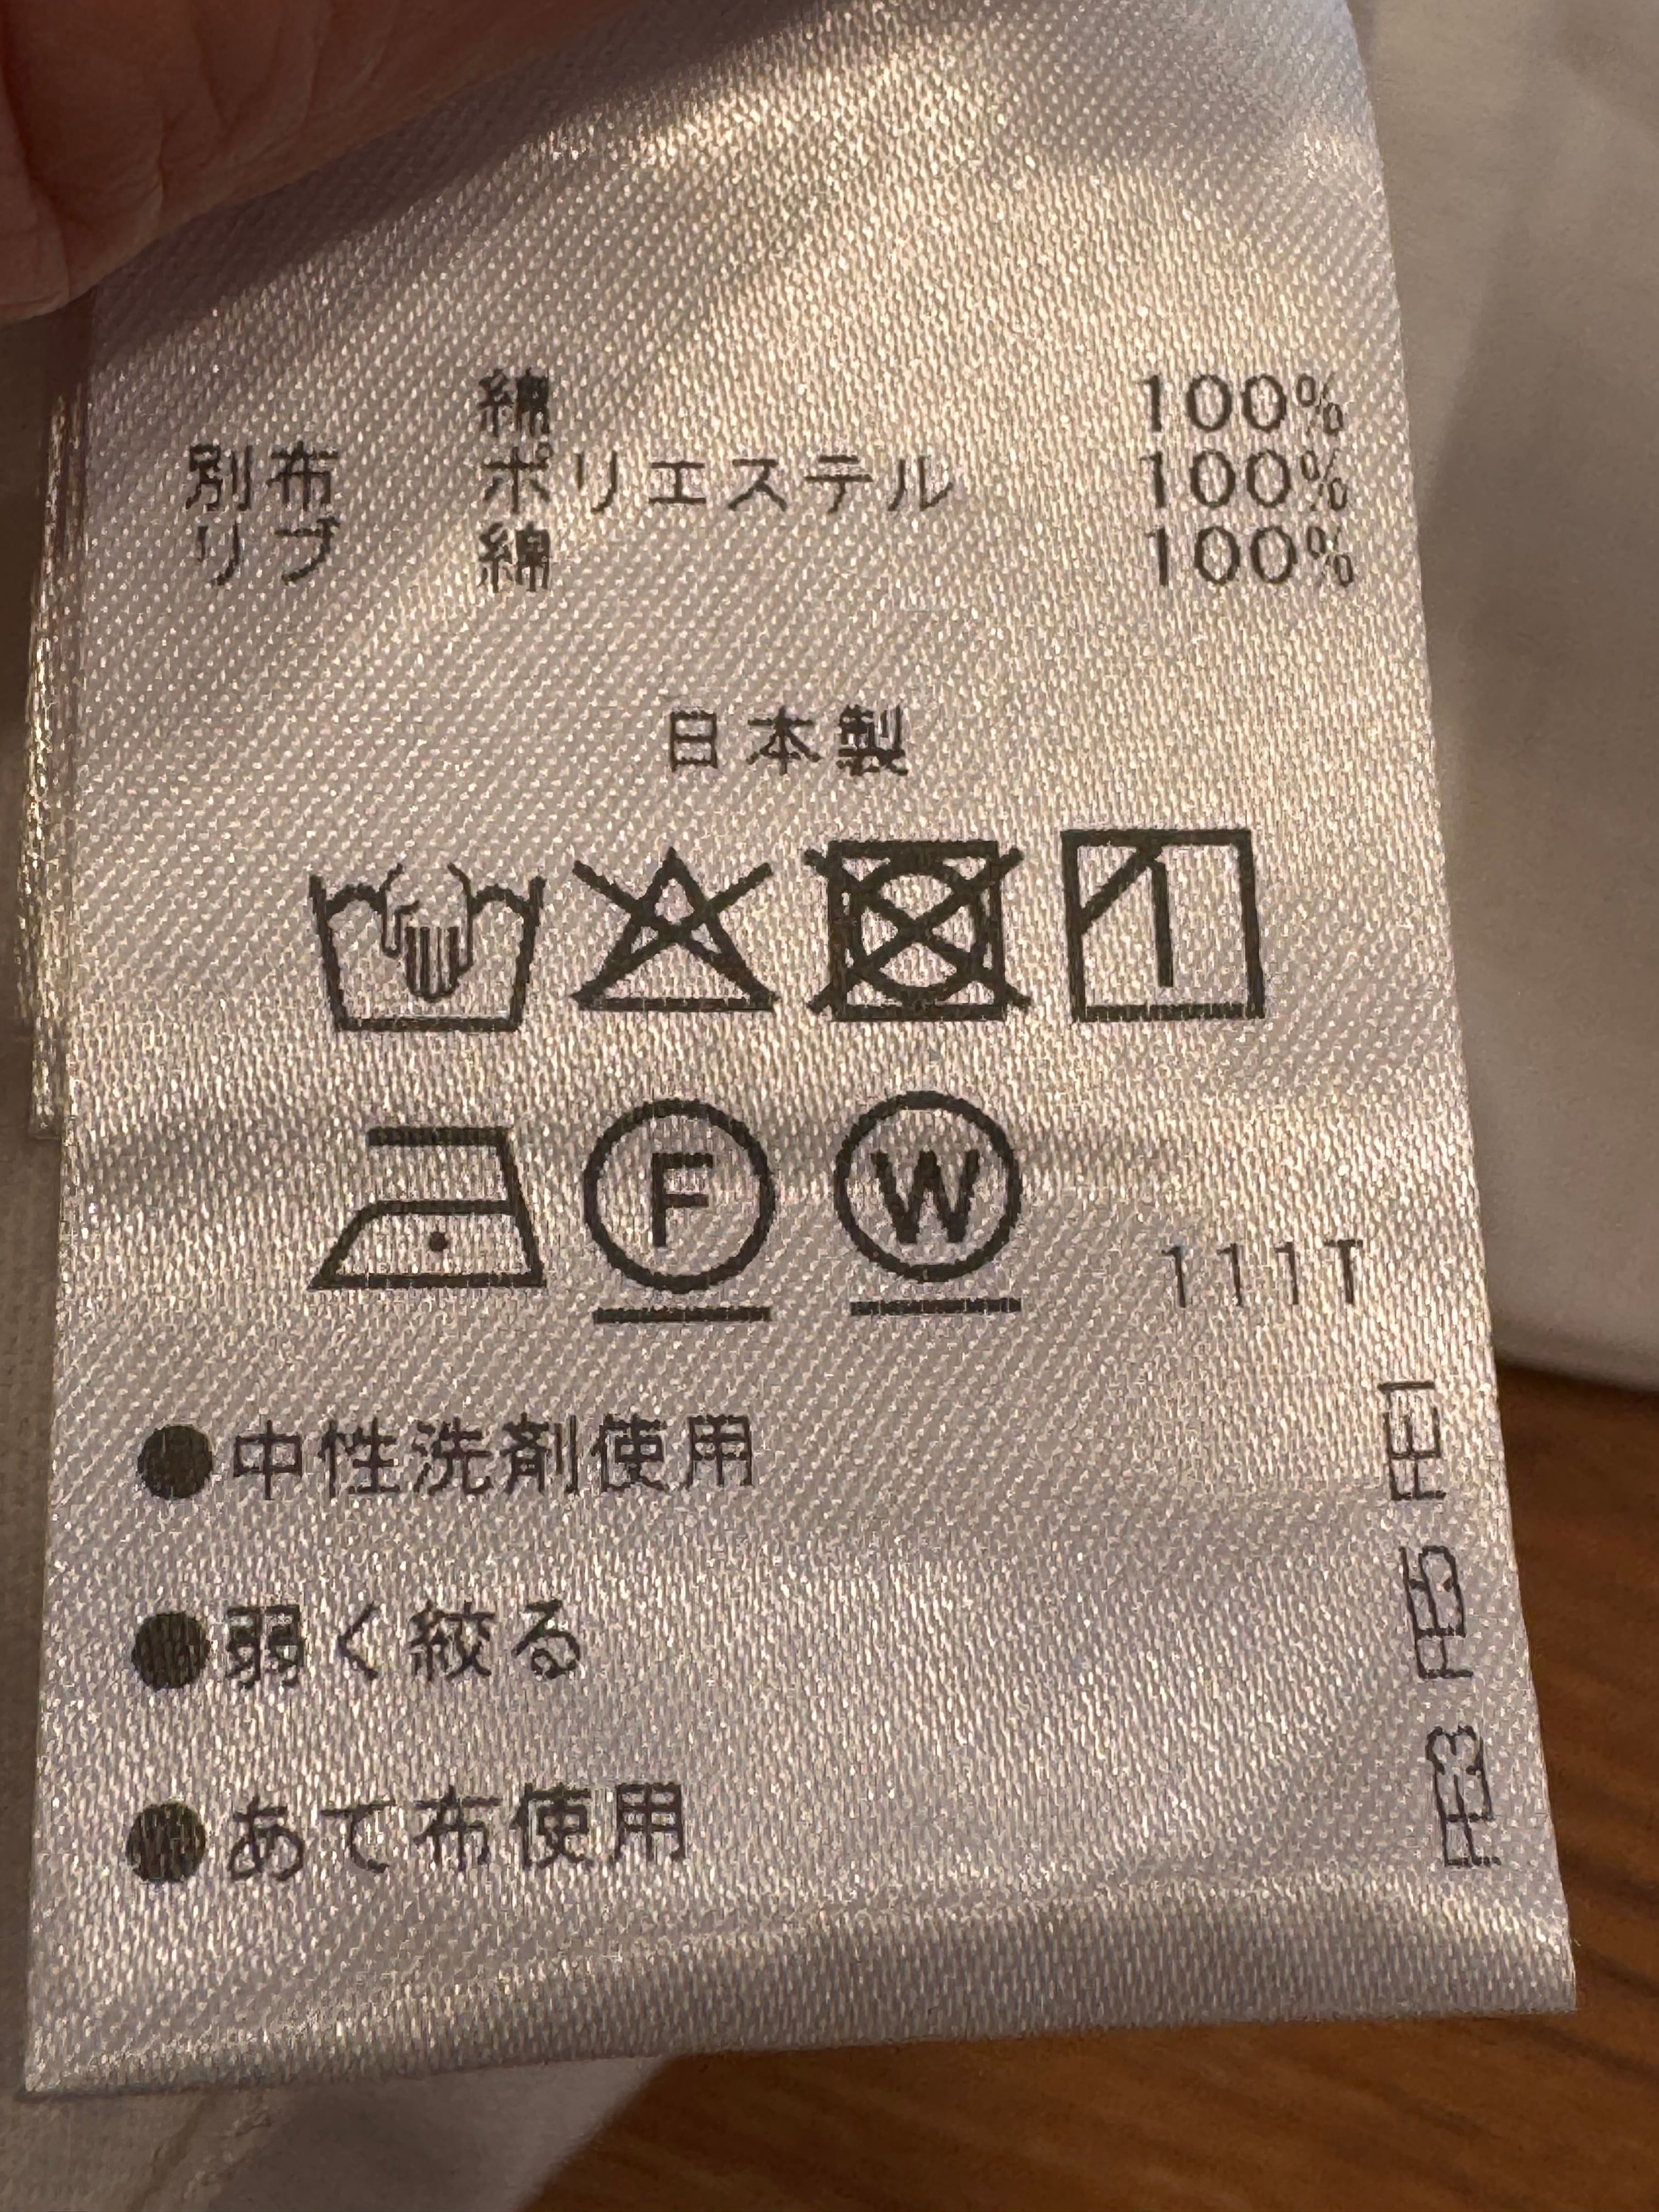 綿 100%
別布 ポリエステル 100%
リブ 綿 100%
日本製
F W 111T
●中性洗剤使用
●弱く絞る
●あて布使用